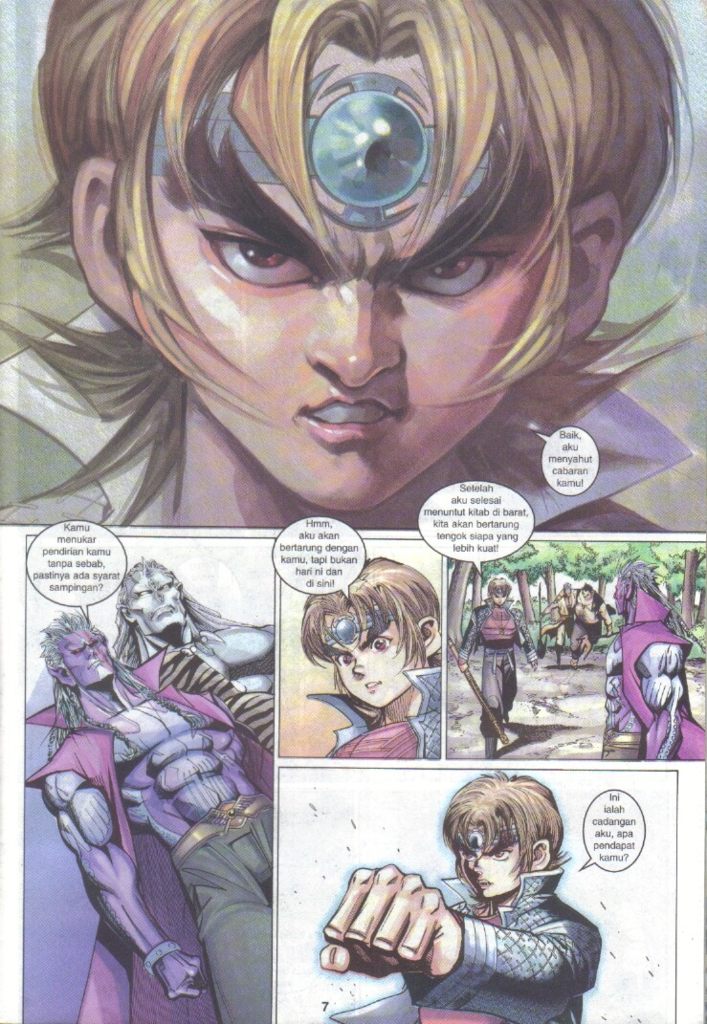 Baik,
aku
menyahut
cabaran
kamu!
Kamu
menukar
pendirian kamu
tanpa sebab,
pastinya ada syarat
sampingan?
Hmm,
aku akan
bertarung dengan
kamu, tapi bukan
hari ni dan
di sini!
Setelah
aku selesai
menuntut kitab di barat,
kita akan bertarung
tengok siapa yang
lebih kuat!
Ini
ialah
cadangan
aku, apa
pendapat
kamu?
7